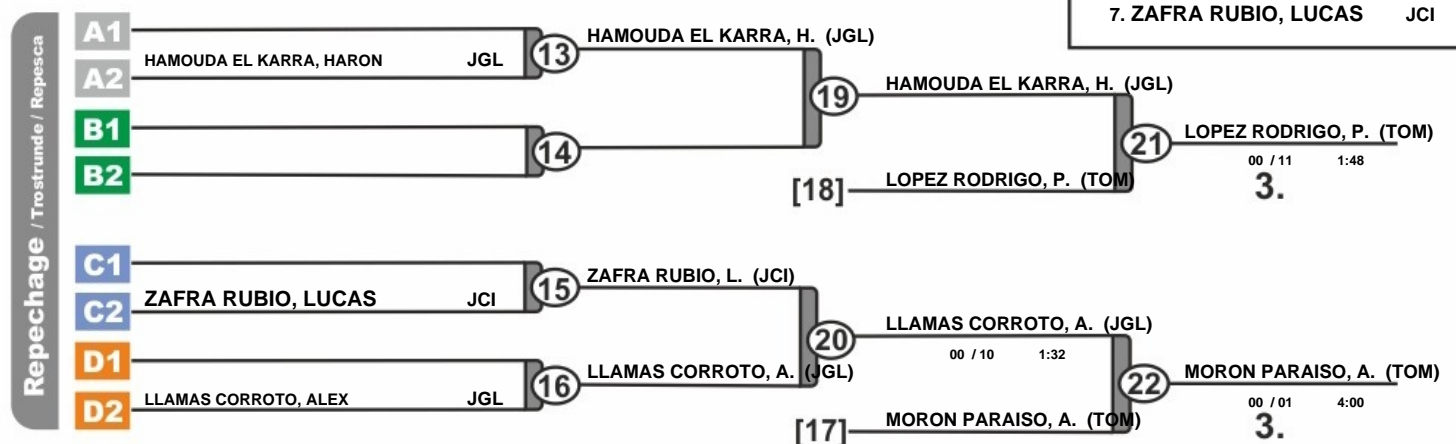 7. ZAFRA RUBIO, LUCAS JCI
Repechage / Trostrunde / Repesca
A1
HAMOUDA EL KARRA, HARON JGL
A2
13
HAMOUDA EL KARRA, H. (JGL)
B1
14
B2
19
HAMOUDA EL KARRA, H. (JGL)
[18]
LOPEZ RODRIGO, P. (TOM)
21
LOPEZ RODRIGO, P. (TOM)
00 / 11 1:48
3.
C1
ZAFRA RUBIO, LUCAS JCI
C2
15
ZAFRA RUBIO, L. (JCI)
D1
LLAMAS CORROTO, ALEX JGL
D2
16
LLAMAS CORROTO, A. (JGL)
20
LLAMAS CORROTO, A. (JGL)
00 / 10 1:32
[17]
MORON PARAISO, A. (TOM)
22
MORON PARAISO, A. (TOM)
00 / 01 4:00
3.